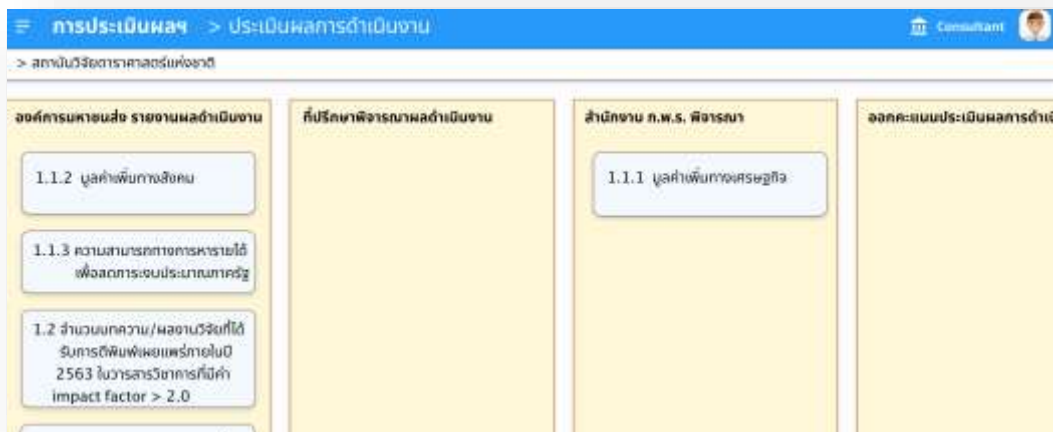 การประเมินผลฯ > ประเมินผลการดำเนินงาน
Consultant
> สถาบันวิจัยดาราศาสตร์แห่งชาติ
องค์การมหาชนส่ง รายงานผลดำเนินงาน
ที่ปรึกษาพิจารณาผลดำเนินงาน
สำนักงาน ก.พ.ร. พิจารณา
ออกคะแนนประเมินผลการดำเ
1.1.2 มูลค่าเพิ่มทางสังคม
1.1.1 มูลค่าเพิ่มทางเศรษฐกิจ
1.1.3 ความสามารถทางการหารายได้
เพื่อลดภาระงบประมาณภาครัฐ
1.2 จำนวนบทความ/ผลงานวิจัยที่ได้
รับการตีพิมพ์เผยแพร่ภายในปี
2563 ในวารสารวิชาการที่มีค่า
impact factor > 2.0